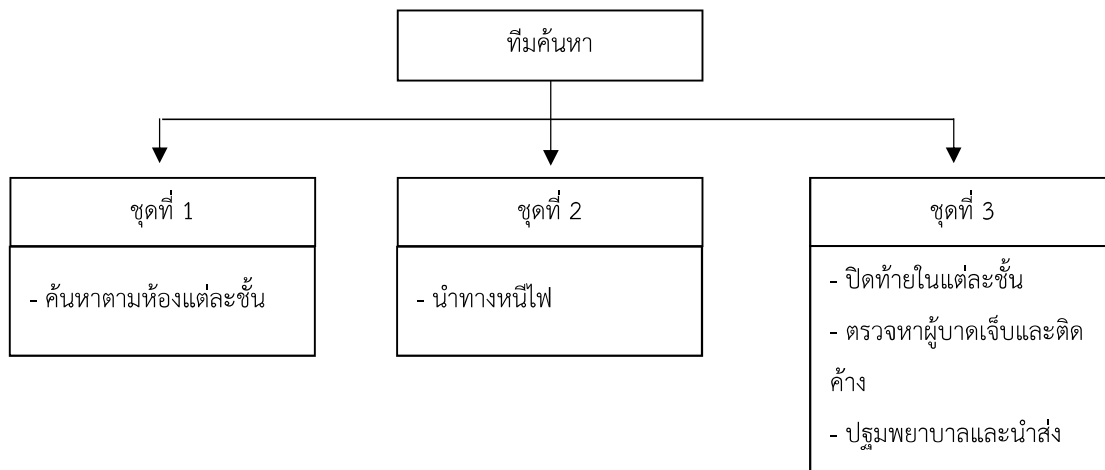 ทีมค้นหา
ชุดที่ 1
- ค้นหาตามห้องแต่ละชั้น
ชุดที่ 2
- นำทางหนีไฟ
ชุดที่ 3
- ปิดท้ายในแต่ละชั้น
- ตรวจหาผู้บาดเจ็บและติด
ค้าง
- ปฐมพยาบาลและนำส่ง